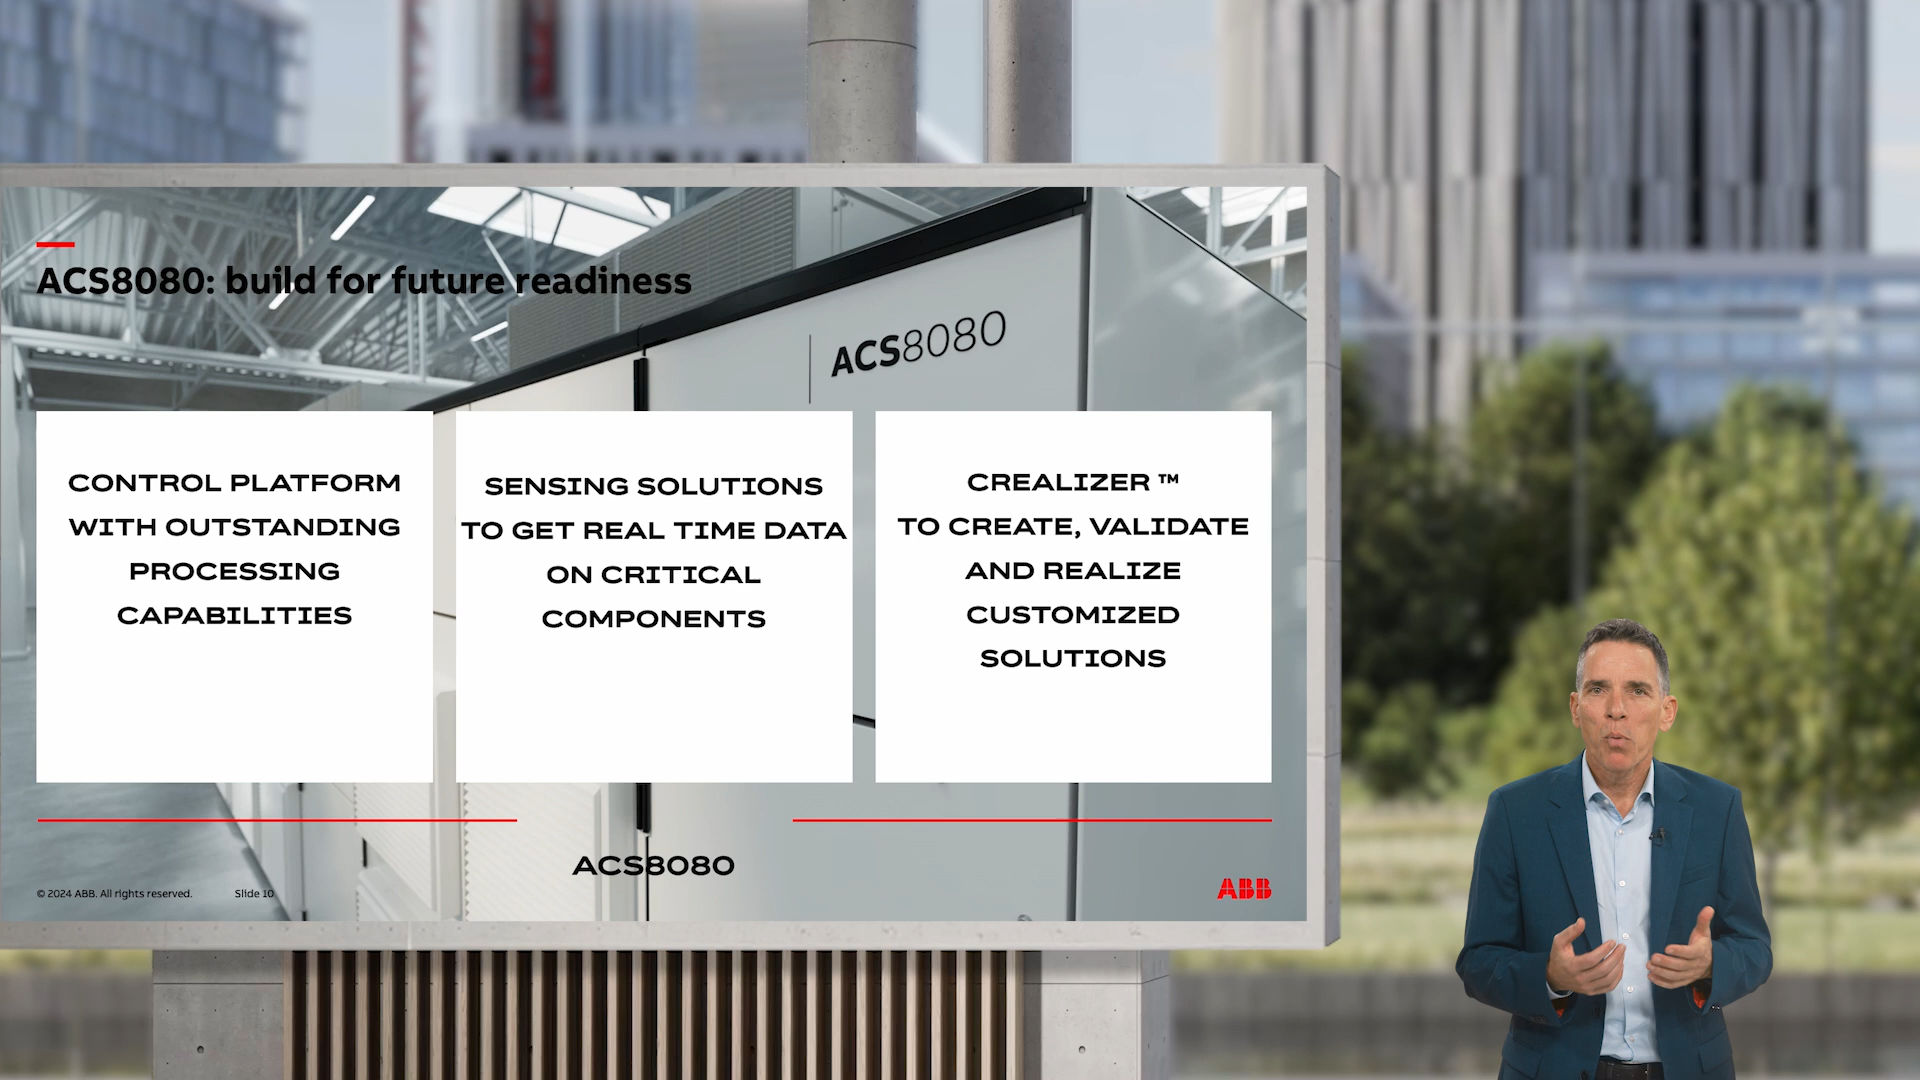 ACS8080: build for future readiness
ACS8080
CONTROL PLATFORM
WITH OUTSTANDING
PROCESSING
CAPABILITIES
SENSING SOLUTIONS
TO GET REAL TIME DATA
ON CRITICAL
COMPONENTS
CREALIZER ™
TO CREATE, VALIDATE
AND REALIZE
CUSTOMIZED
SOLUTIONS
ACS8080
© 2024 ABB. All rights reserved.
Slide 10
ABB